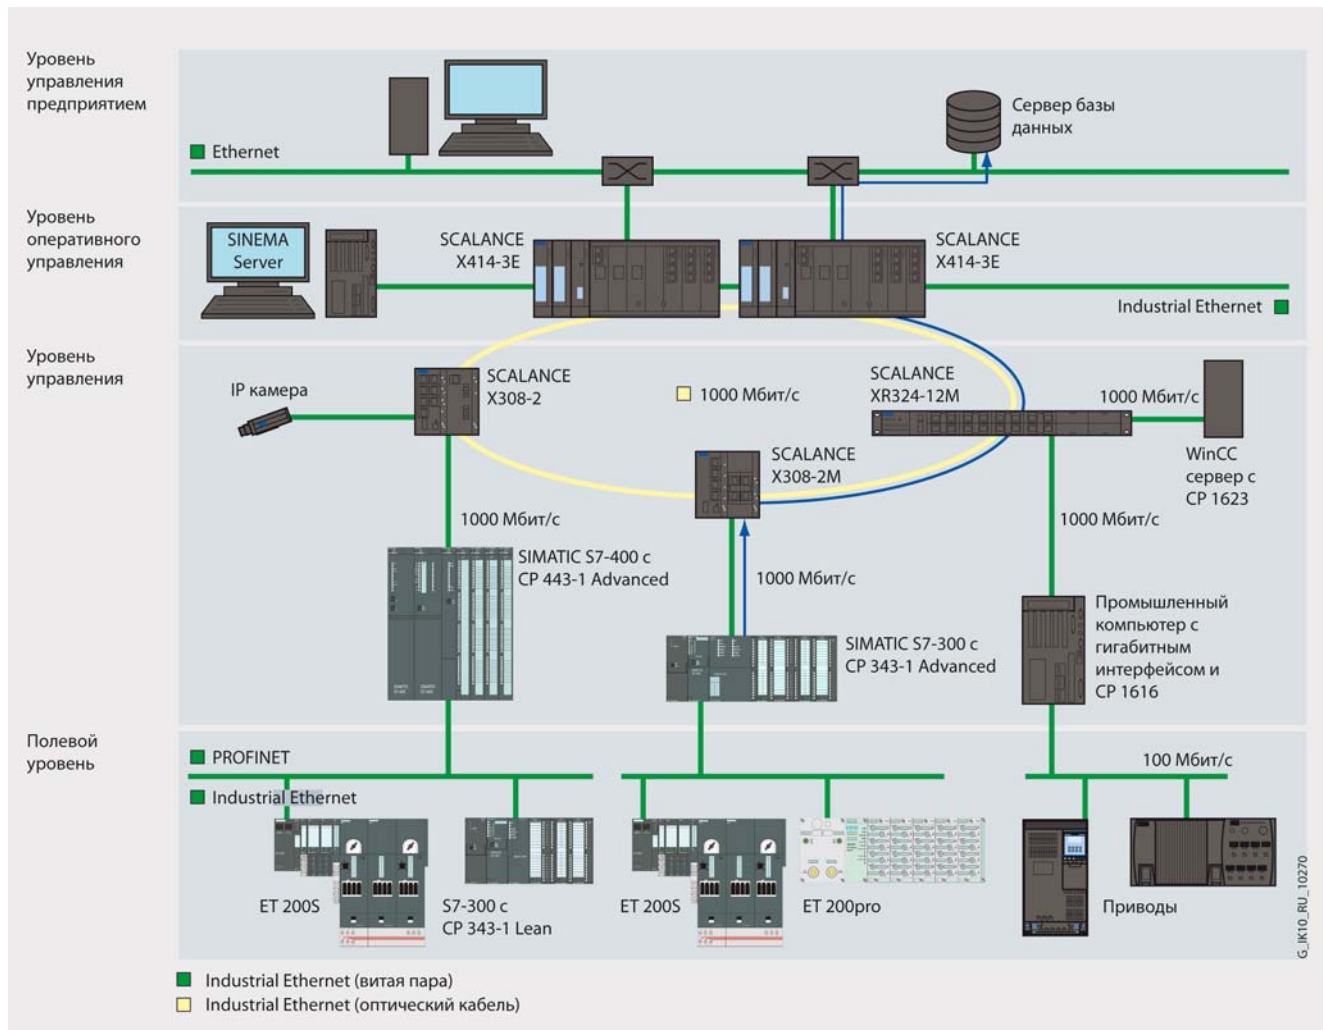 Уровень
управления
предприятием
Ethernet
Сервер базы
данных
Уровень
оперативного
управления
SINEMA
Server
SCALANCE
X414-3E
SCALANCE
X414-3E
Industrial Ethernet
Уровень
управления
IP камера
SCALANCE
X308-2
1000 Мбит/с
SCALANCE
XR324-12M
1000 Мбит/с
WinCC
сервер с
CP 1623
SCALANCE
X308-2M
1000 Мбит/с
1000 Мбит/с
SIMATIC S7-400 с
CP 443-1 Advanced
1000 Мбит/с
SIMATIC S7-300 с
CP 343-1 Advanced
Промышленный
компьютер с
гигабитным
интерфейсом и
CP 1616
Полевой
уровень
PROFINET
100 Мбит/с
Industrial Ethernet
ET 200S
S7-300 с
CP 343-1 Lean
ET 200S
ET 200pro
Приводы
G_IK10_RU_10270
Industrial Ethernet (витая пара)
Industrial Ethernet (оптический кабель)